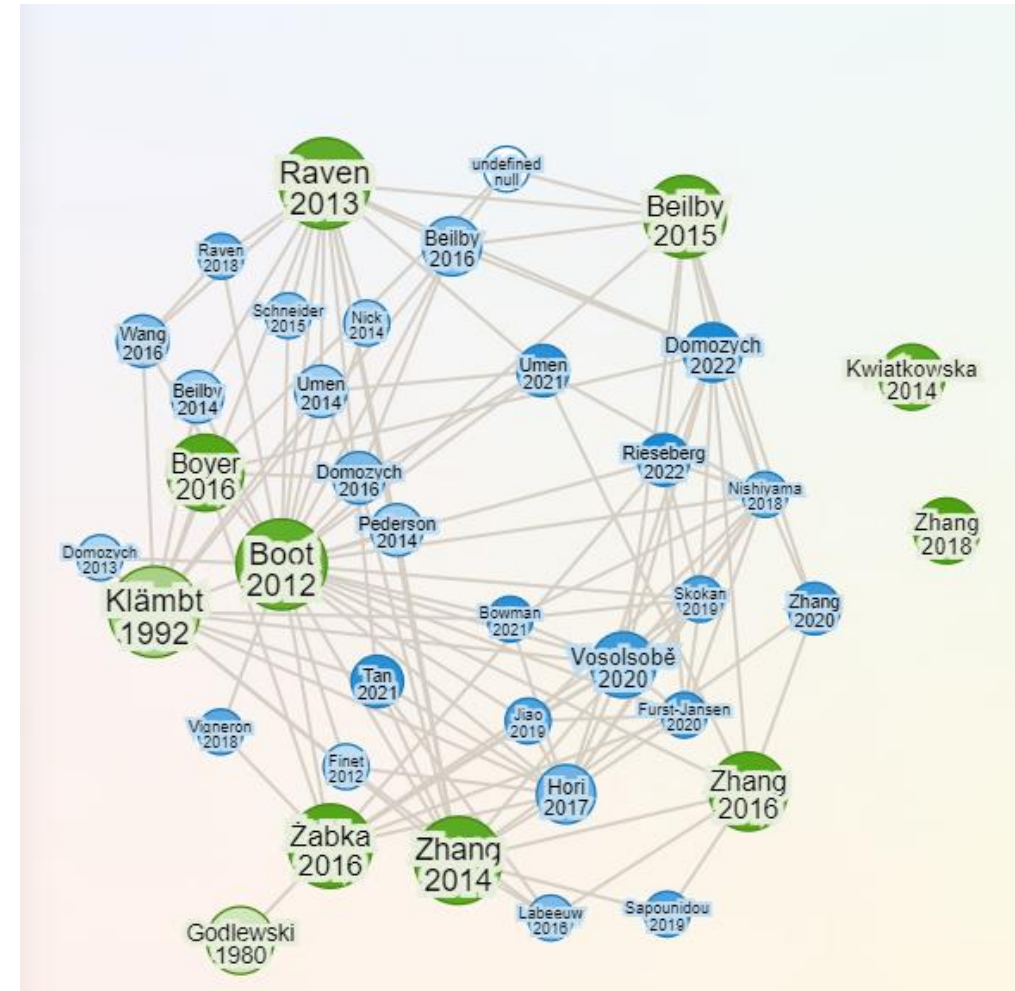 Raven
2013
undefined
null
Beilby
2015
Beilby
2016
Raven
2018
Schneider
2015
Nick
2014
Wang
2016
Domozych
2022
Umen
2021
Kwiatkowska
2014
Beilby
2014
Umen
2014
Boyer
2016
Domozych
2016
Rieseberg
2022
Nishiyama
2018
Pederson
2014
Zhang
2018
Domozych
2013
Boot
2012
Klämbt
1992
Skokan
2019
Zhang
2020
Bowman
2021
Vosolsobě
2020
Tan
2021
Jiao
2019
Furst-Jansen
2020
Vigneron
2018
Finet
2012
Hori
2017
Zhang
2016
Żabka
2016
Zhang
2014
Labeeuw
2016
Sapounidou
2019
Godlewski
1980